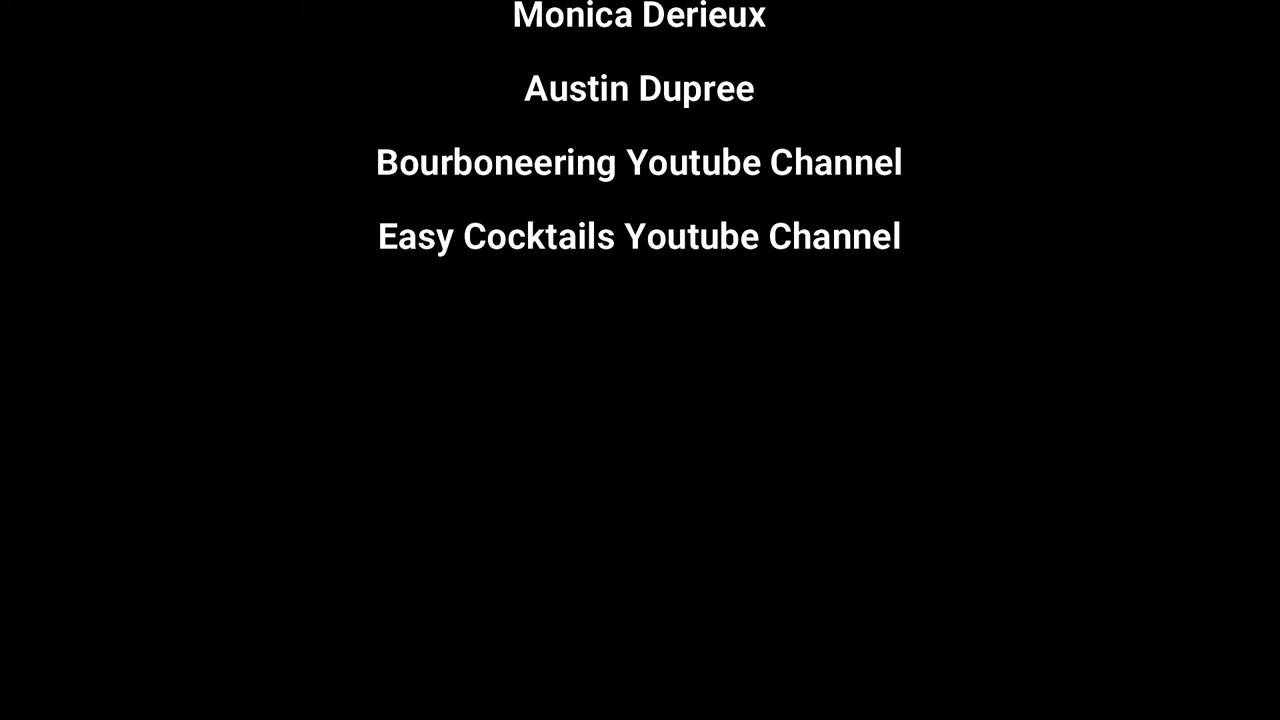 Monica Derieux
Austin Dupree
Bourboneering Youtube Channel
Easy Cocktails Youtube Channel